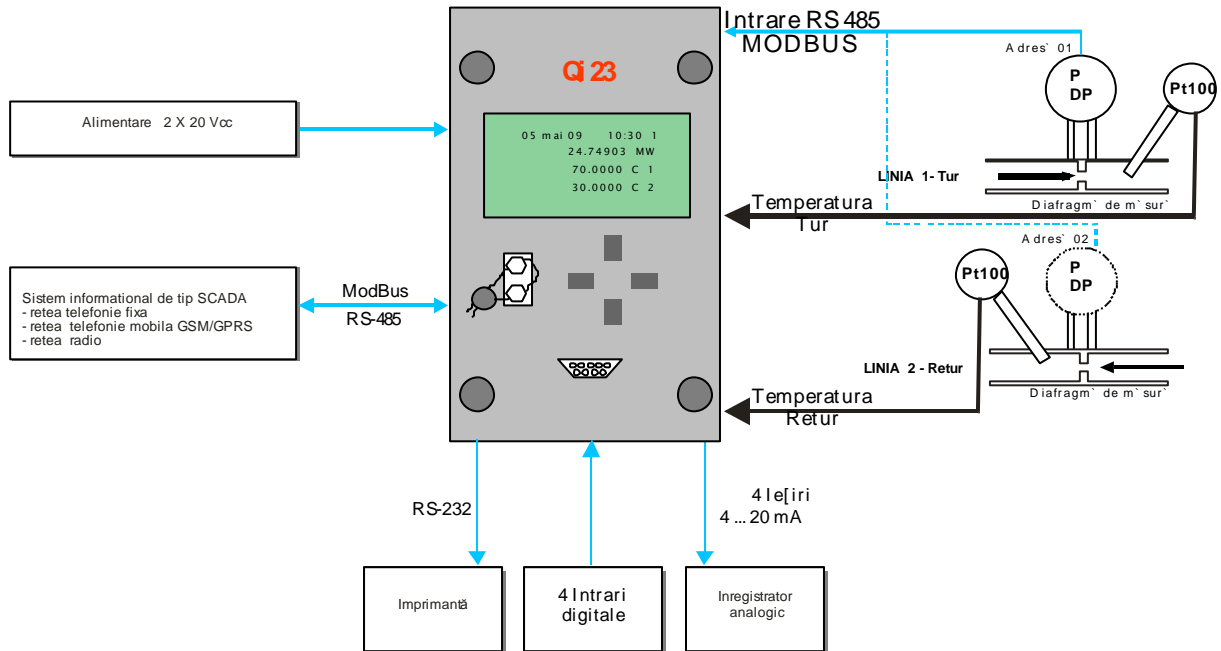 Intrare RS 485
MODBUS
Qi 23
Adres` 01
P
DP
Pt100
Alimentare 2 X 20 Vcc
05 mai 09 10:30 1
24.74903 MW
70.0000 C 1
30.0000 C 2
LINIA 1- Tur
Diafragm` de m`sur`
Temperatura
Tur
Adres` 02
P
DP
Pt100
Sistem informational de tip SCADA
- retea telefonie fixa
- retea telefonie mobila GSM/GPRS
- retea radio
ModBus
RS-485
LINIA 2 - Retur
Diafragm` de m`sur`
Temperatura
Retur
RS-232
4 Ie[iri
4 ... 20 mA
Imprimantă
4 Intrari
digitale
Inregistrator
analogic